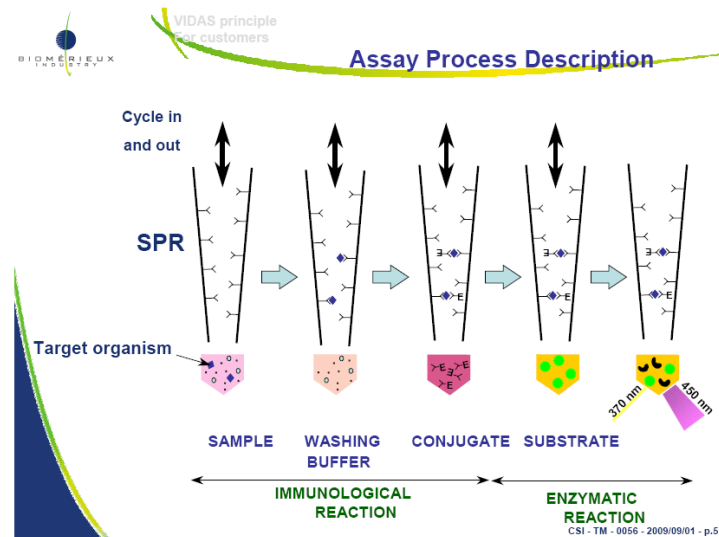 VIDAS principle
For customers
BIOMÉRIEUX
INDUSTRY
Assay Process Description
Cycle in
and out
SPR
E
E
E
E
E
E
Target organism
E
E
E
E
370 nm
450 nm
SAMPLE
WASHING
BUFFER
CONJUGATE
SUBSTRATE
IMMUNOLOGICAL
REACTION
ENZYMATIC
REACTION
CSI - TM - 0056 - 2009/09/01 - p.5